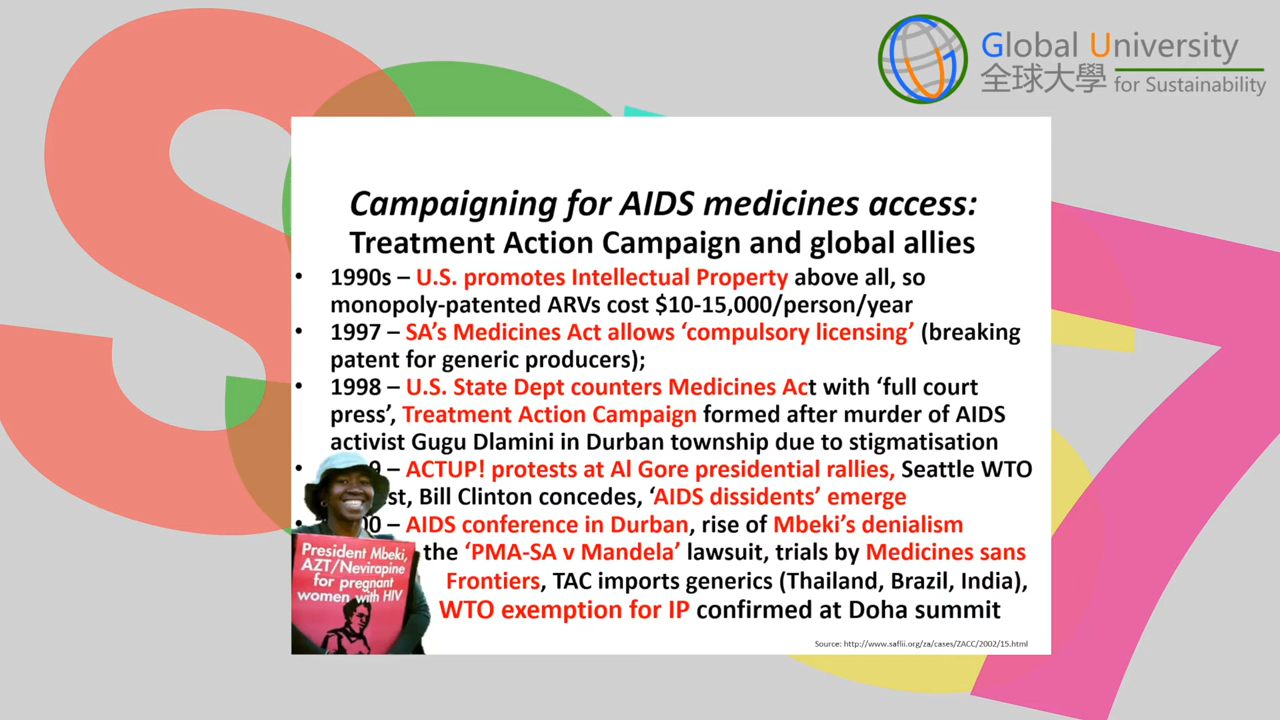 Global University
全球大學 for Sustainability
Campaigning for AIDS medicines access:
Treatment Action Campaign and global allies
• 1990s – U.S. promotes Intellectual Property above all, so
monopoly-patented ARVs cost $10-15,000/person/year
• 1997 – SA's Medicines Act allows 'compulsory licensing' (breaking
patent for generic producers);
• 1998 – U.S. State Dept counters Medicines Act with 'full court
press', Treatment Action Campaign formed after murder of AIDS
activist Gugu Dlamini in Durban township due to stigmatisation
• – ACTUP! protests at Al Gore presidential rallies, Seattle WTO
Bill Clinton concedes, 'AIDS dissidents' emerge
• – AIDS conference in Durban, rise of Mbeki's denialism
the 'PMA-SA v Mandela' lawsuit, trials by Medicines sans
Frontiers, TAC imports generics (Thailand, Brazil, India),
WTO exemption for IP confirmed at Doha summit
President Mbeki,
AZT/Nevirapine
for pregnant
women with HIV
Source: http://www.saflii.org/za/cases/ZACC/2002/15.html